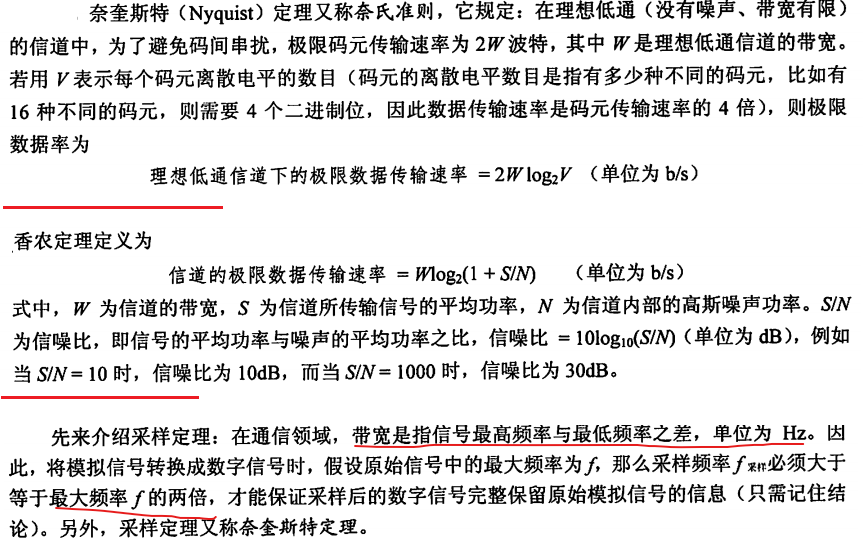 奈奎斯特（Nyquist）定理又称奈氏准则，它规定：在理想低通（没有噪声、带宽有限）
的信道中，为了避免码间串扰，极限码元传输速率为 2W 波特，其中 W 是理想低通信道的带宽。
若用 V 表示每个码元离散电平的数目（码元的离散电平数目是指有多少种不同的码元，比如有
16 种不同的码元，则需要 4 个二进制位，因此数据传输速率是码元传输速率的 4 倍），则极限
数据率为
理想低通信道下的极限数据传输速率 = 2W log₂V （单位为 b/s）
香农定理定义为
信道的极限数据传输速率 = Wlog₂(1 + S/N) （单位为 b/s）
式中，W 为信道的带宽，S 为信道所传输信号的平均功率，N 为信道内部的高斯噪声功率。S/N
为信噪比，即信号的平均功率与噪声的平均功率之比，信噪比 = 10log₁₀(S/N)（单位为 dB），例如
当 S/N = 10 时，信噪比为 10dB，而当 S/N = 1000 时，信噪比为 30dB。
先来介绍采样定理：在通信领域，带宽是指信号最高频率与最低频率之差，单位为 Hz。因
此，将模拟信号转换成数字信号时，假设原始信号中的最大频率为 f，那么采样频率 f采样必须大于
等于最大频率 f 的两倍，才能保证采样后的数字信号完整保留原始模拟信号的信息（只需记住结
论）。另外，采样定理又称奈奎斯特定理。